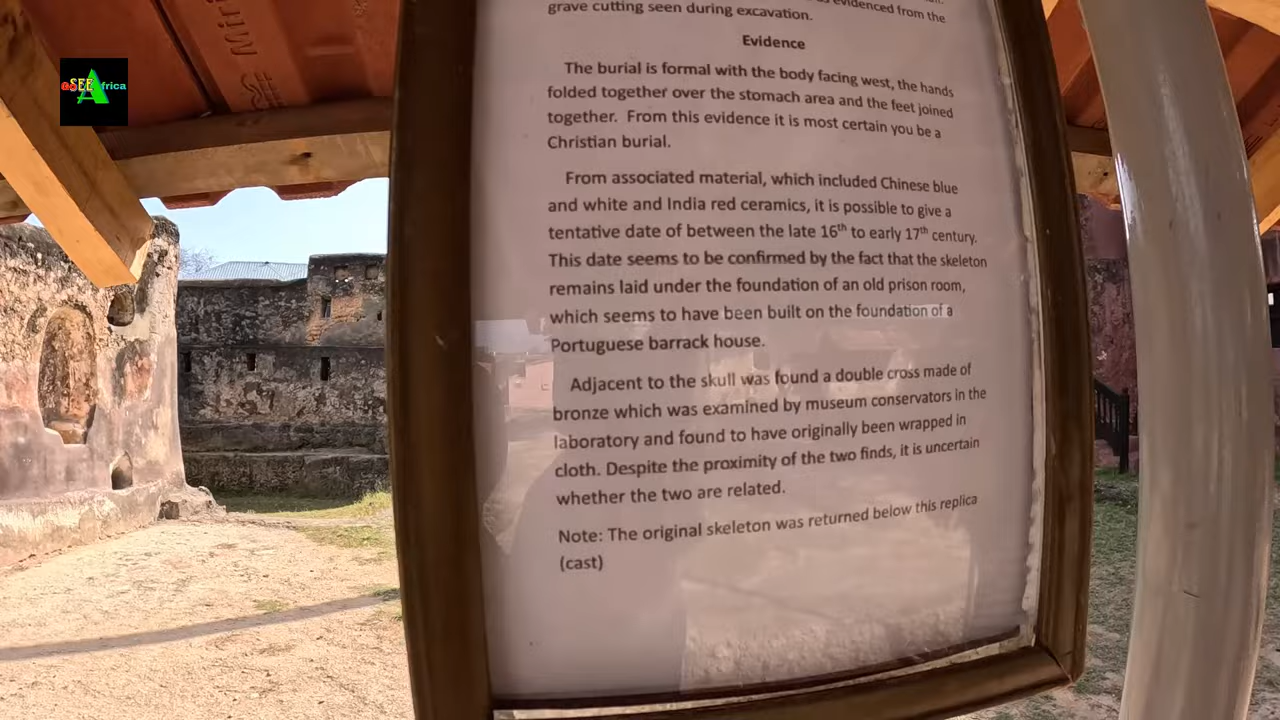 GO SEE Africa
evidenced from the
grave cutting seen during excavation.
Evidence
The burial is formal with the body facing west, the hands
folded together over the stomach area and the feet joined
together. From this evidence it is most certain you be a
Christian burial.
From associated material, which included Chinese blue
and white and India red ceramics, it is possible to give a
tentative date of between the late 16th to early 17th century.
This date seems to be confirmed by the fact that the skeleton
remains laid under the foundation of an old prison room,
which seems to have been built on the foundation of a
Portuguese barrack house.
Adjacent to the skull was found a double cross made of
bronze which was examined by museum conservators in the
laboratory and found to have originally been wrapped in
cloth. Despite the proximity of the two finds, it is uncertain
whether the two are related.
Note: The original skeleton was returned below this replica
(cast)